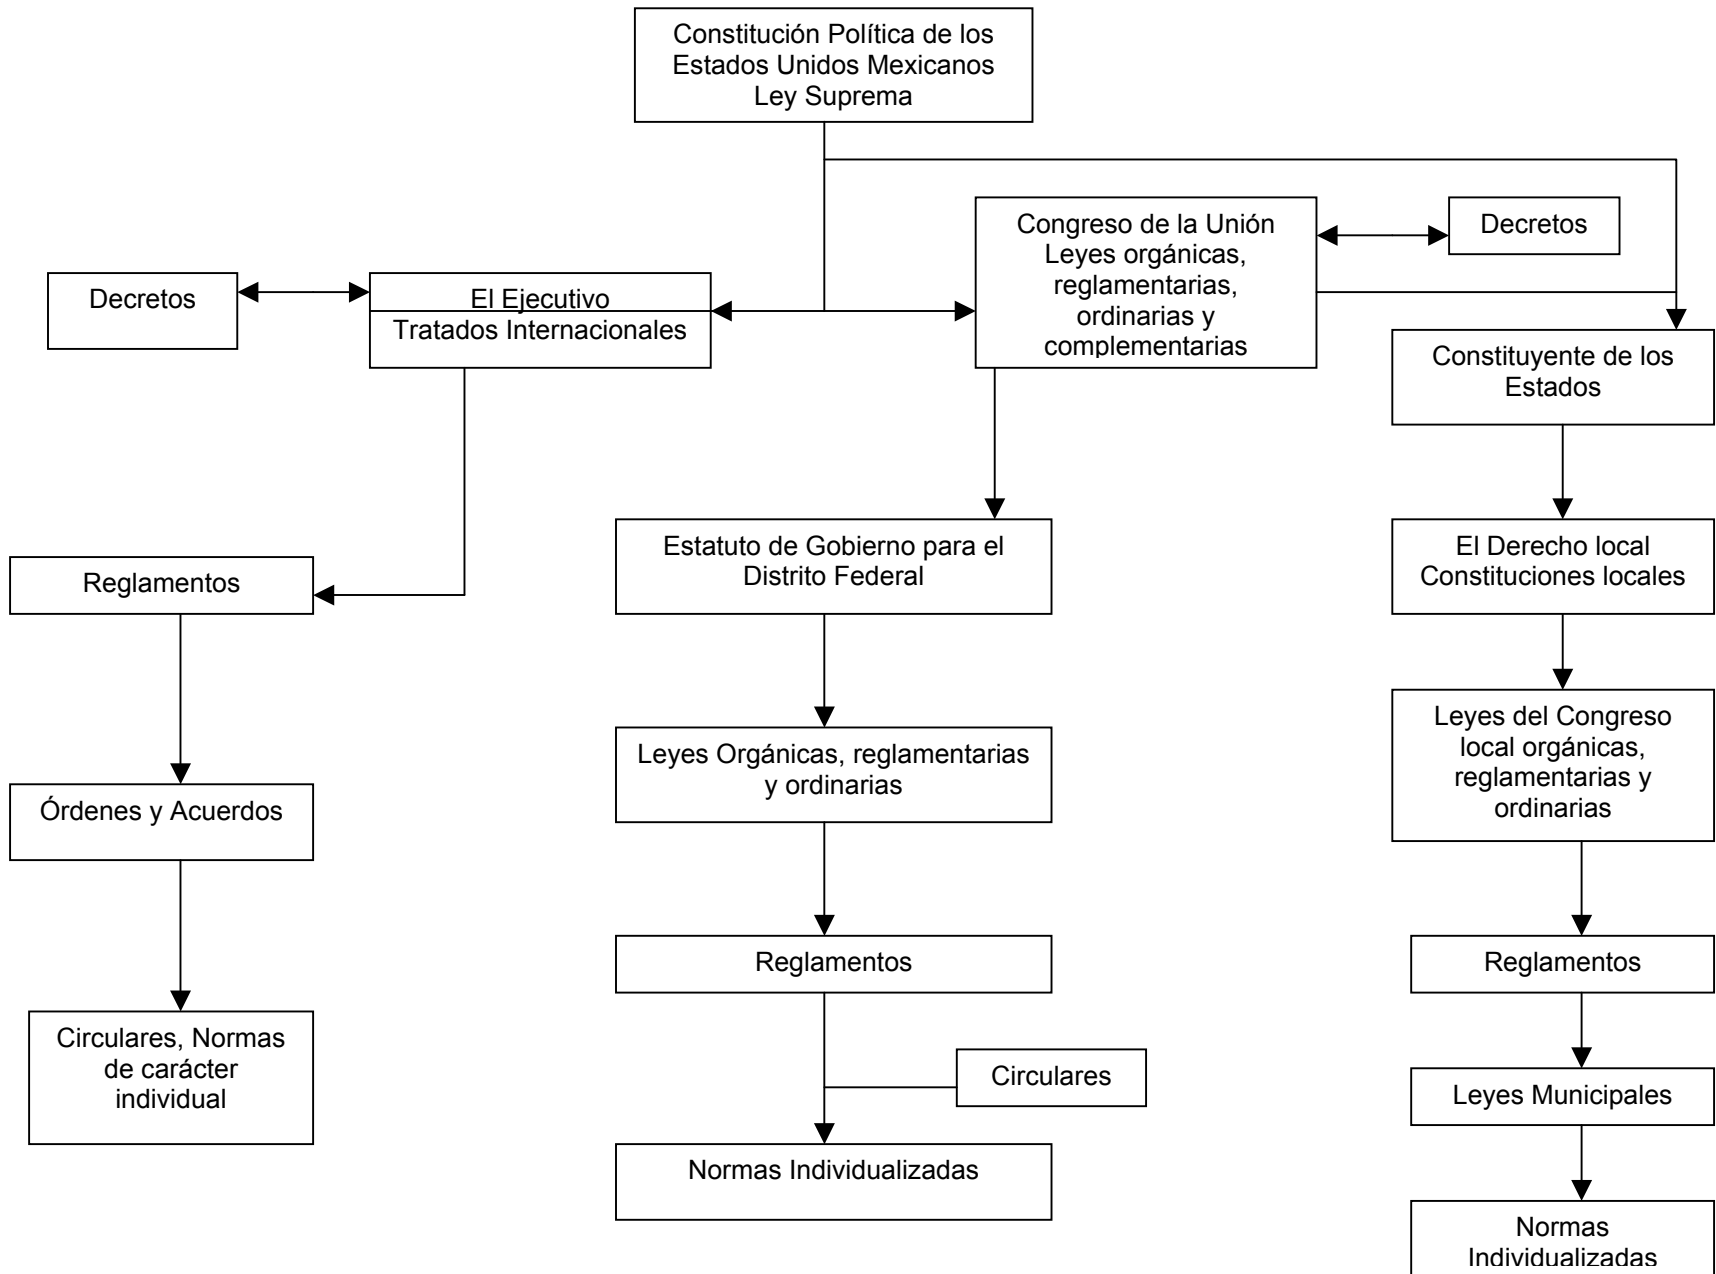 Constitución Política de los
Estados Unidos Mexicanos
Ley Suprema
Congreso de la Unión
Leyes orgánicas,
reglamentarias,
ordinarias y
complementarias
Decretos
Decretos
El Ejecutivo
Tratados Internacionales
Constituyente de los
Estados
Estatuto de Gobierno para el
Distrito Federal
El Derecho local
Constituciones locales
Reglamentos
Leyes Orgánicas, reglamentarias
y ordinarias
Leyes del Congreso
local orgánicas,
reglamentarias y
ordinarias
Órdenes y Acuerdos
Reglamentos
Reglamentos
Circulares, Normas
de carácter
individual
Circulares
Leyes Municipales
Normas Individualizadas
Normas
Individualizadas